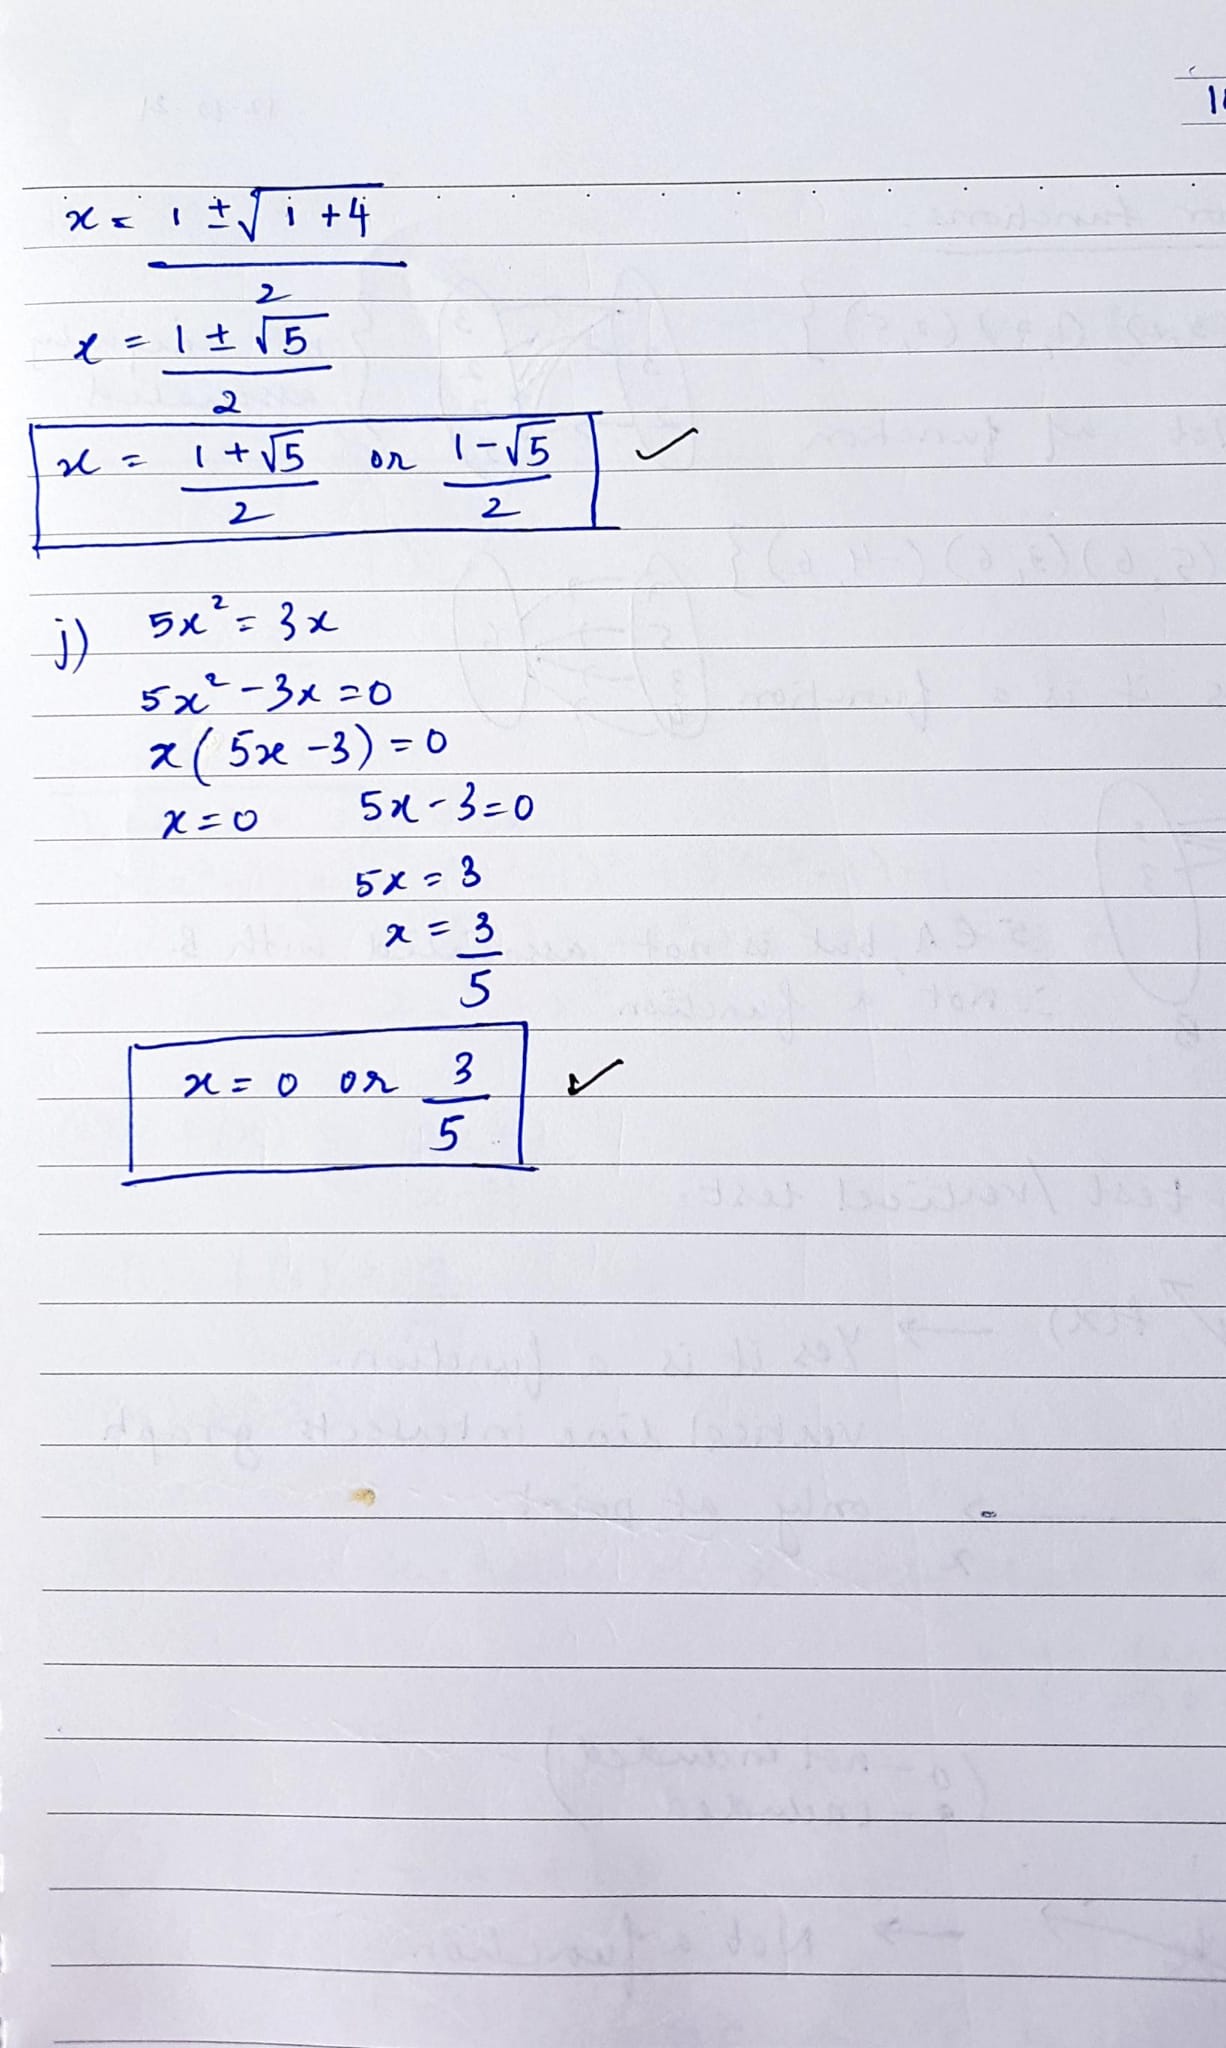 x = 1 ± √1 + 4
2
x = 1 ± √5
2
x = 1 + √5 or 1 - √5
2 2
j) 5x² = 3x
5x² - 3x = 0
x(5x - 3) = 0
x = 0 5x - 3 = 0
5x = 3
x = 3
5
x = 0 or 3
5